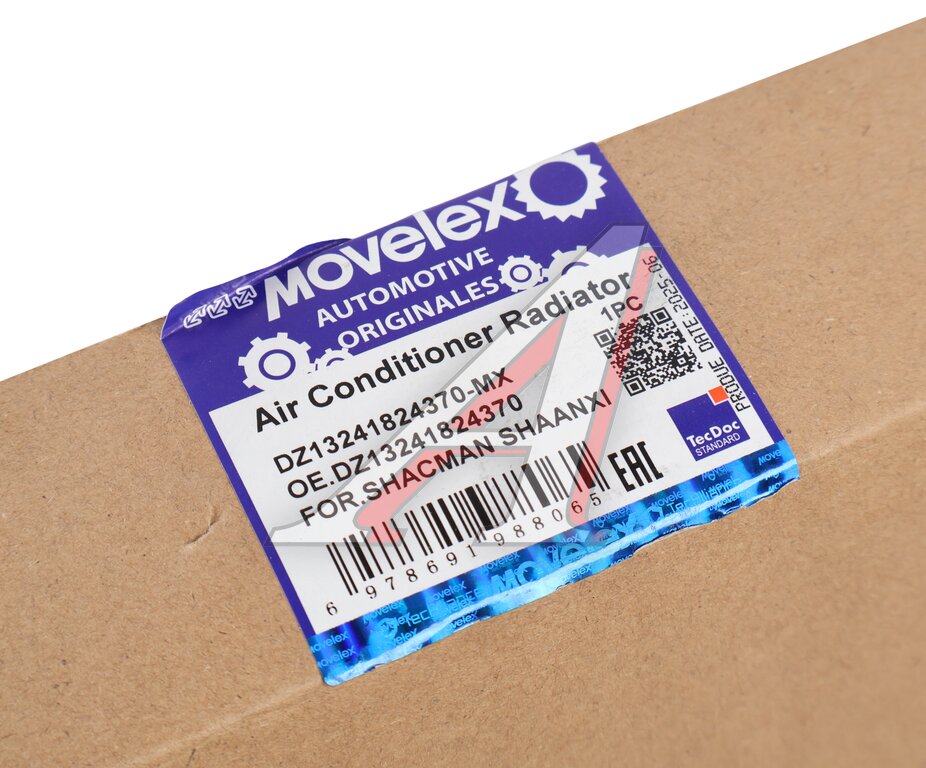 Movelex
AUTOMOTIVE
ORIGINALES
Air Conditioner Radiator
1PC
DZ13241824370-MX
OE.DZ13241824370
FOR.SHACMAN SHAANXI
PRODUE DATE: 2025-06
TecDoc
STANDARD
EAC
6 978691 988065
Movelex